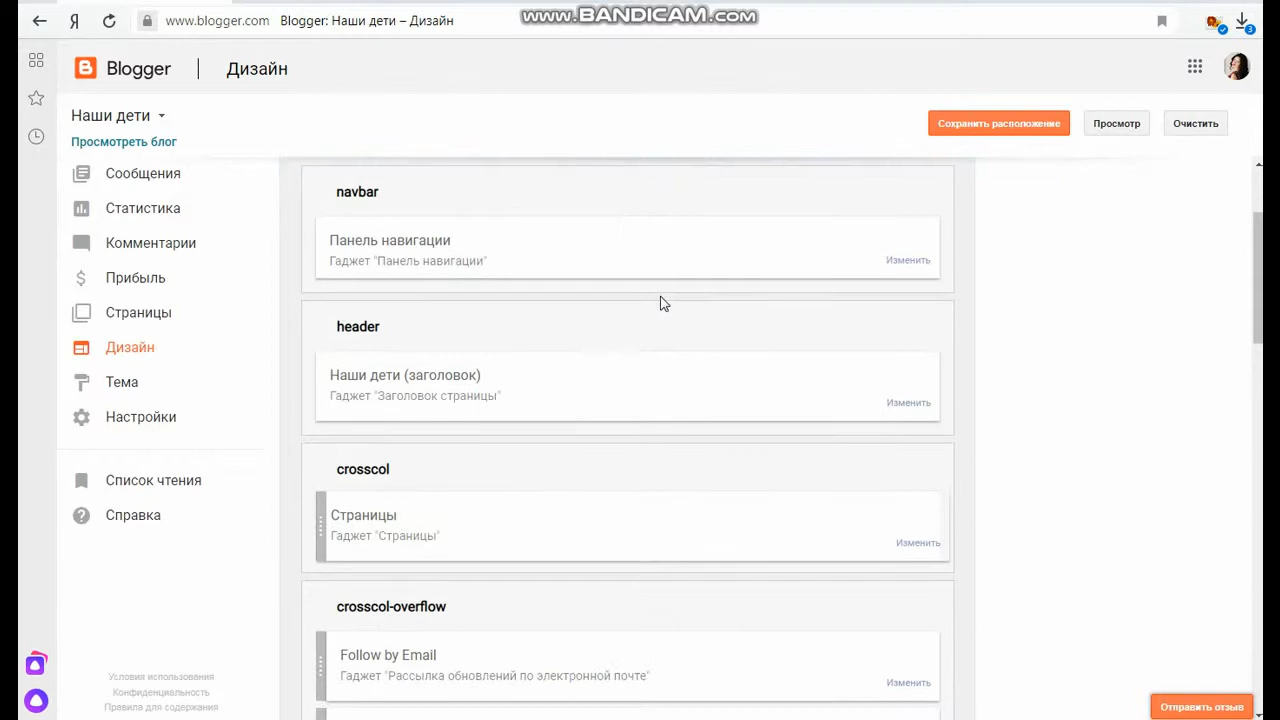 www.BANDICAM.com
www.blogger.com Blogger: Наши дети – Дизайн
3
Blogger
Дизайн
Наши дети
Просмотреть блог
Сохранить расположение
Просмотр
Очистить
Сообщения
Статистика
Комментарии
Прибыль
Страницы
Дизайн
Тема
Настройки
Список чтения
Справка
Условия использования
Конфиденциальность
Правила для содержания
navbar
Панель навигации
Гаджет "Панель навигации"
Изменить
header
Наши дети (заголовок)
Гаджет "Заголовок страницы"
Изменить
crosscol
Страницы
Гаджет "Страницы"
Изменить
crosscol-overflow
Follow by Email
Гаджет "Рассылка обновлений по электронной почте"
Изменить
Отправить отзыв